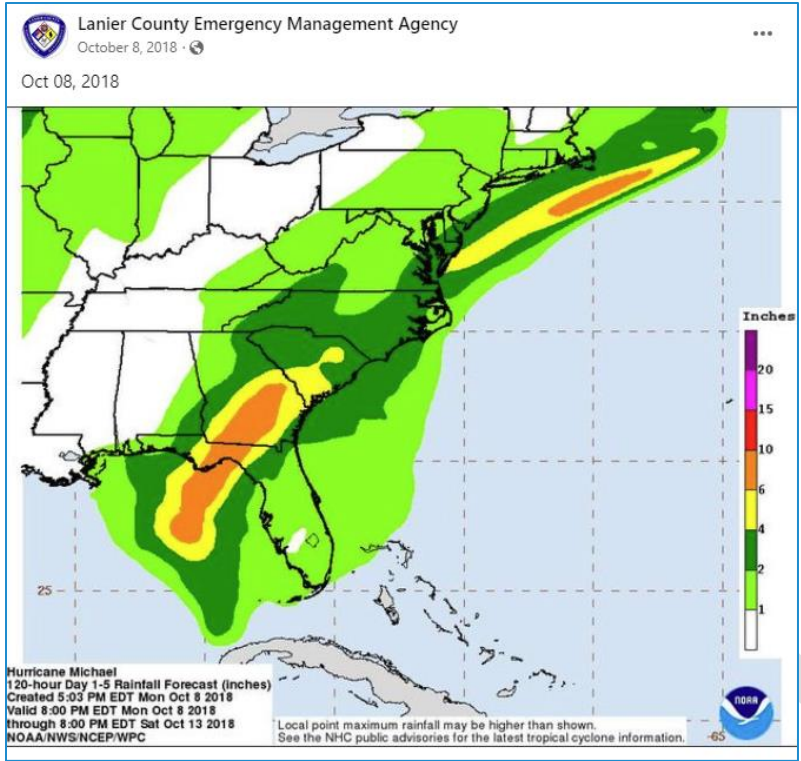 Lanier County Emergency Management Agency
October 8, 2018 ·
Oct 08, 2018
Inches
20
15
10
6
4
2
1
25
Hurricane Michael
120-hour Day 1-5 Rainfall Forecast (inches)
Created 5:03 PM EDT Mon Oct 8 2018
Valid 8:00 PM EDT Mon Oct 8 2018
through 8:00 PM EDT Sat Oct 13 2018
NOAA/NWS/NCEP/WPC
Local point maximum rainfall may be higher than shown.
See the NHC public advisories for the latest tropical cyclone information.
-65
NOAA